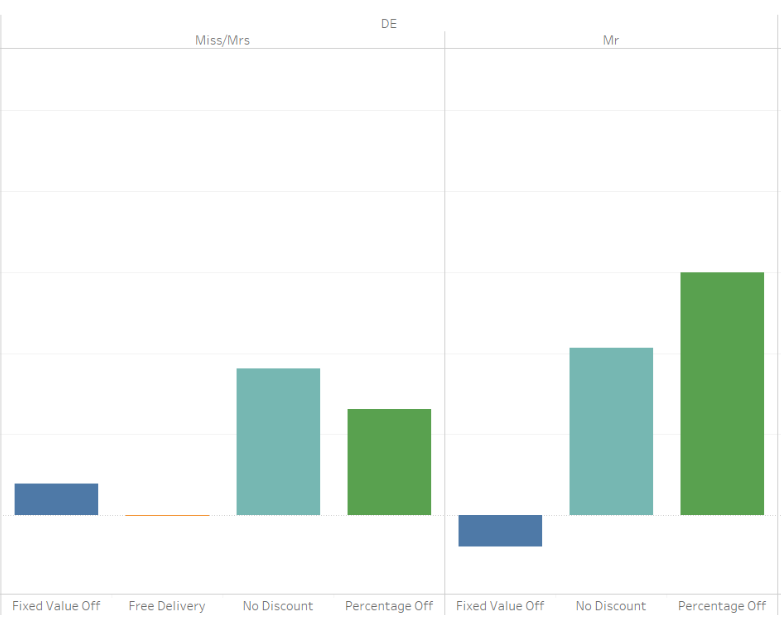 DE
Miss/Mrs
Mr
Fixed Value Off
Free Delivery
No Discount
Percentage Off
Fixed Value Off
No Discount
Percentage Off